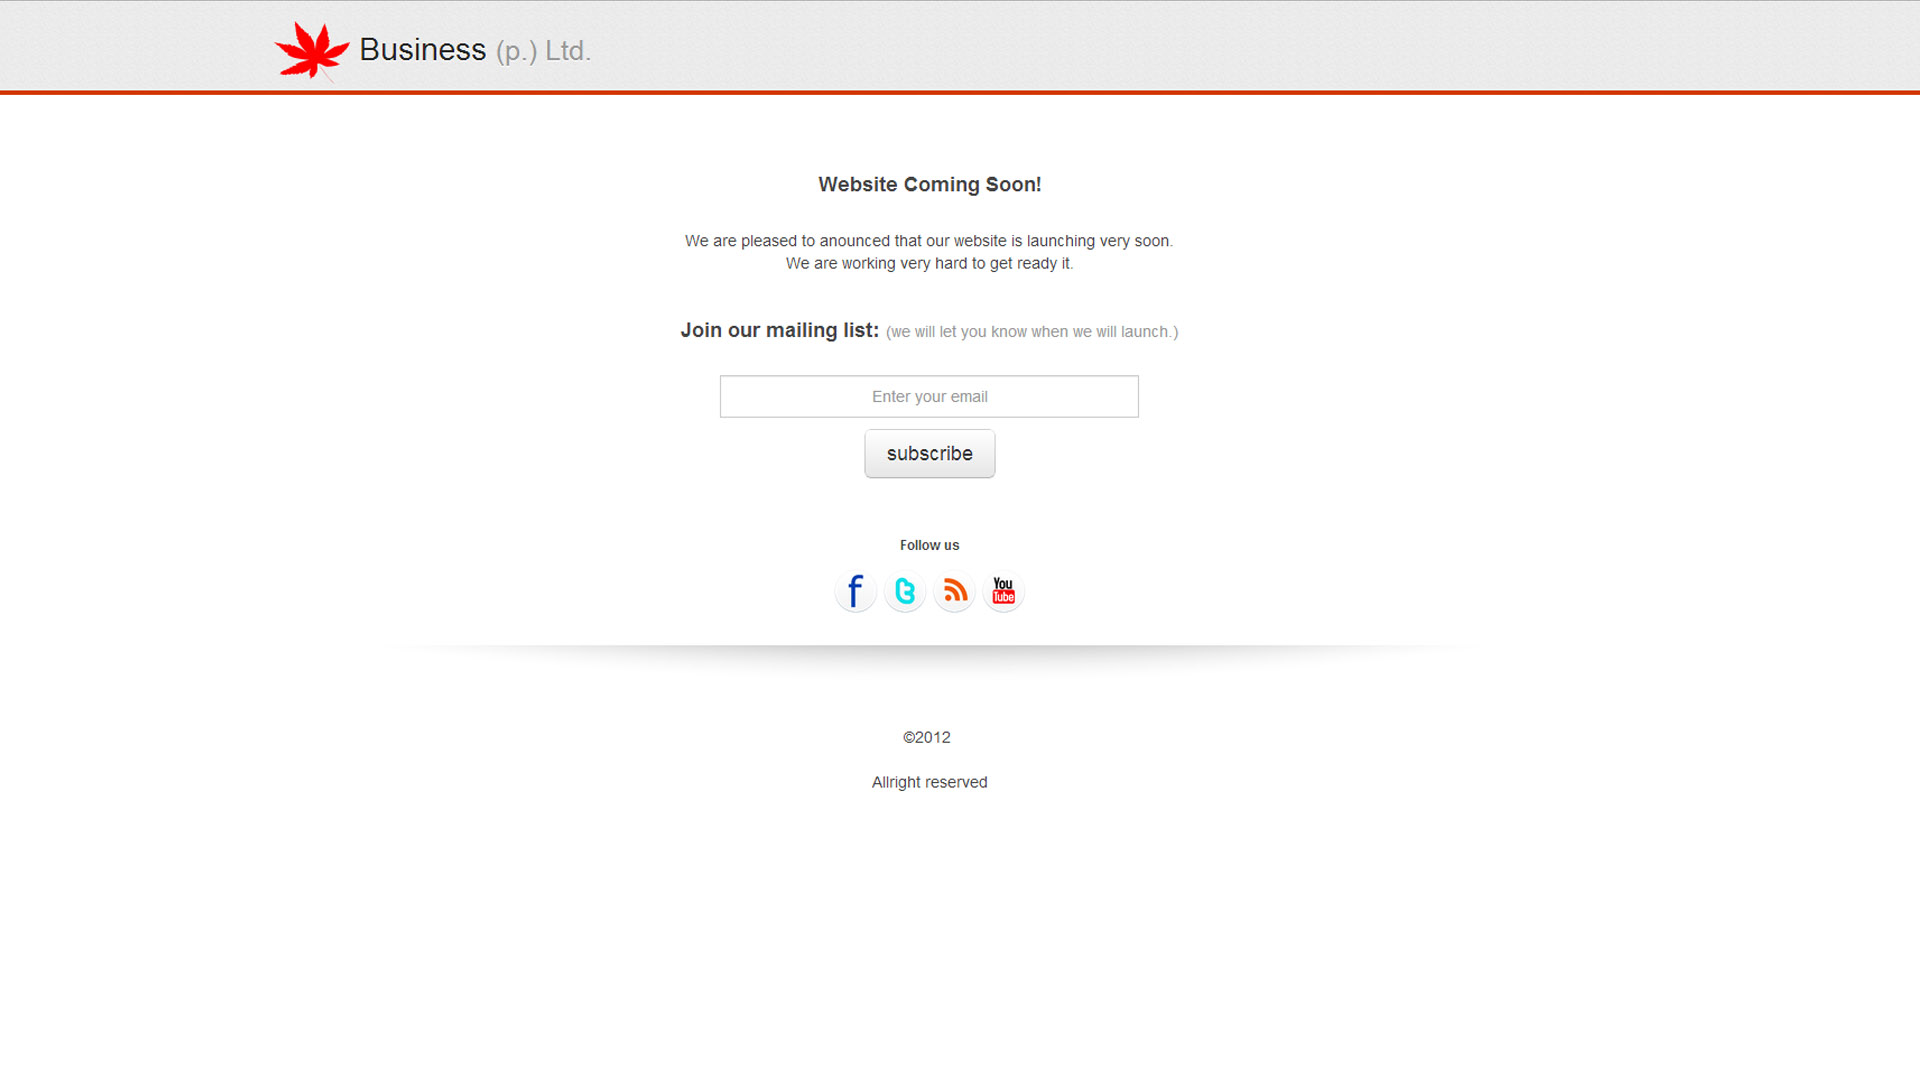 Business (p.) Ltd.
Website Coming Soon!
We are pleased to anounced that our website is launching very soon.
We are working very hard to get ready it.
Join our mailing list: (we will let you know when we will launch.)
Enter your email
subscribe
Follow us
f t You Tube
©2012
Allright reserved